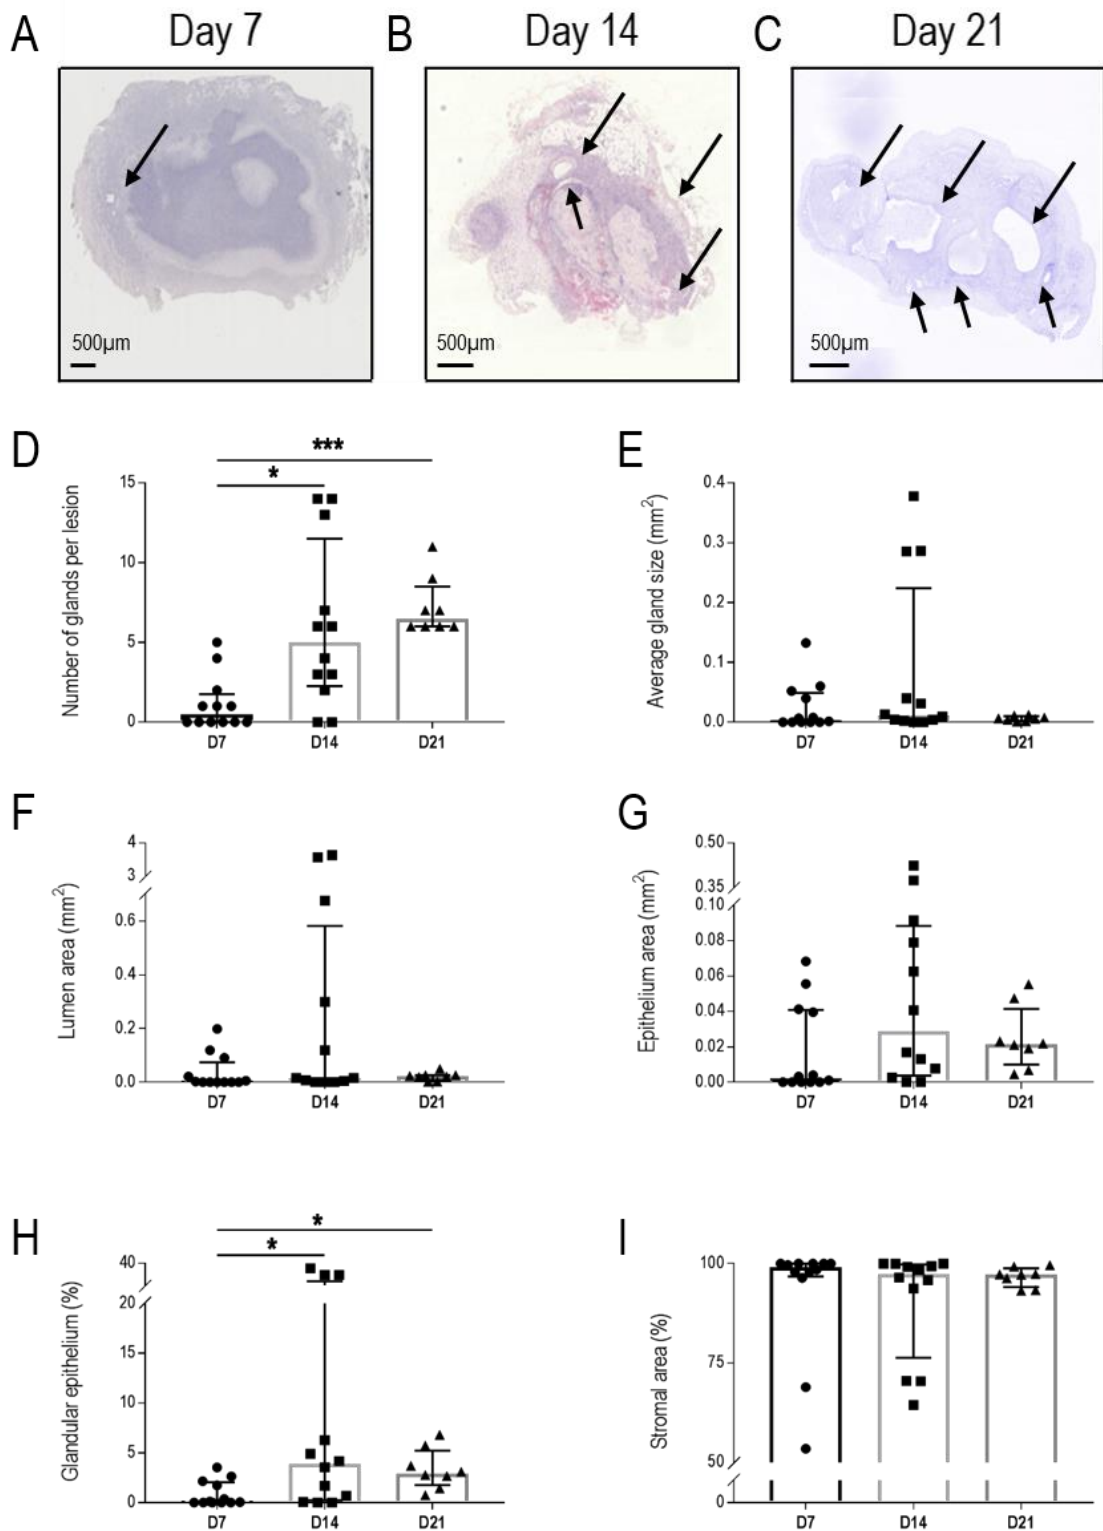 A Day 7 B Day 14 C Day 21
500µm 500µm 500µm
D
***
*
Number of glands per lesion
15
10
5
0
D7 D14 D21
E
Average gland size (mm²)
0.4
0.3
0.2
0.1
0.0
D7 D14 D21
F
Lumen area (mm²)
4
3
0.6
0.4
0.2
0.0
D7 D14 D21
G
Epithelium area (mm²)
0.50
0.35
0.10
0.08
0.06
0.04
0.02
0.00
D7 D14 D21
H
*
*
Glandular epithelium (%)
40
20
15
10
5
0
D7 D14 D21
I
Stromal area (%)
100
75
50
0
D7 D14 D21